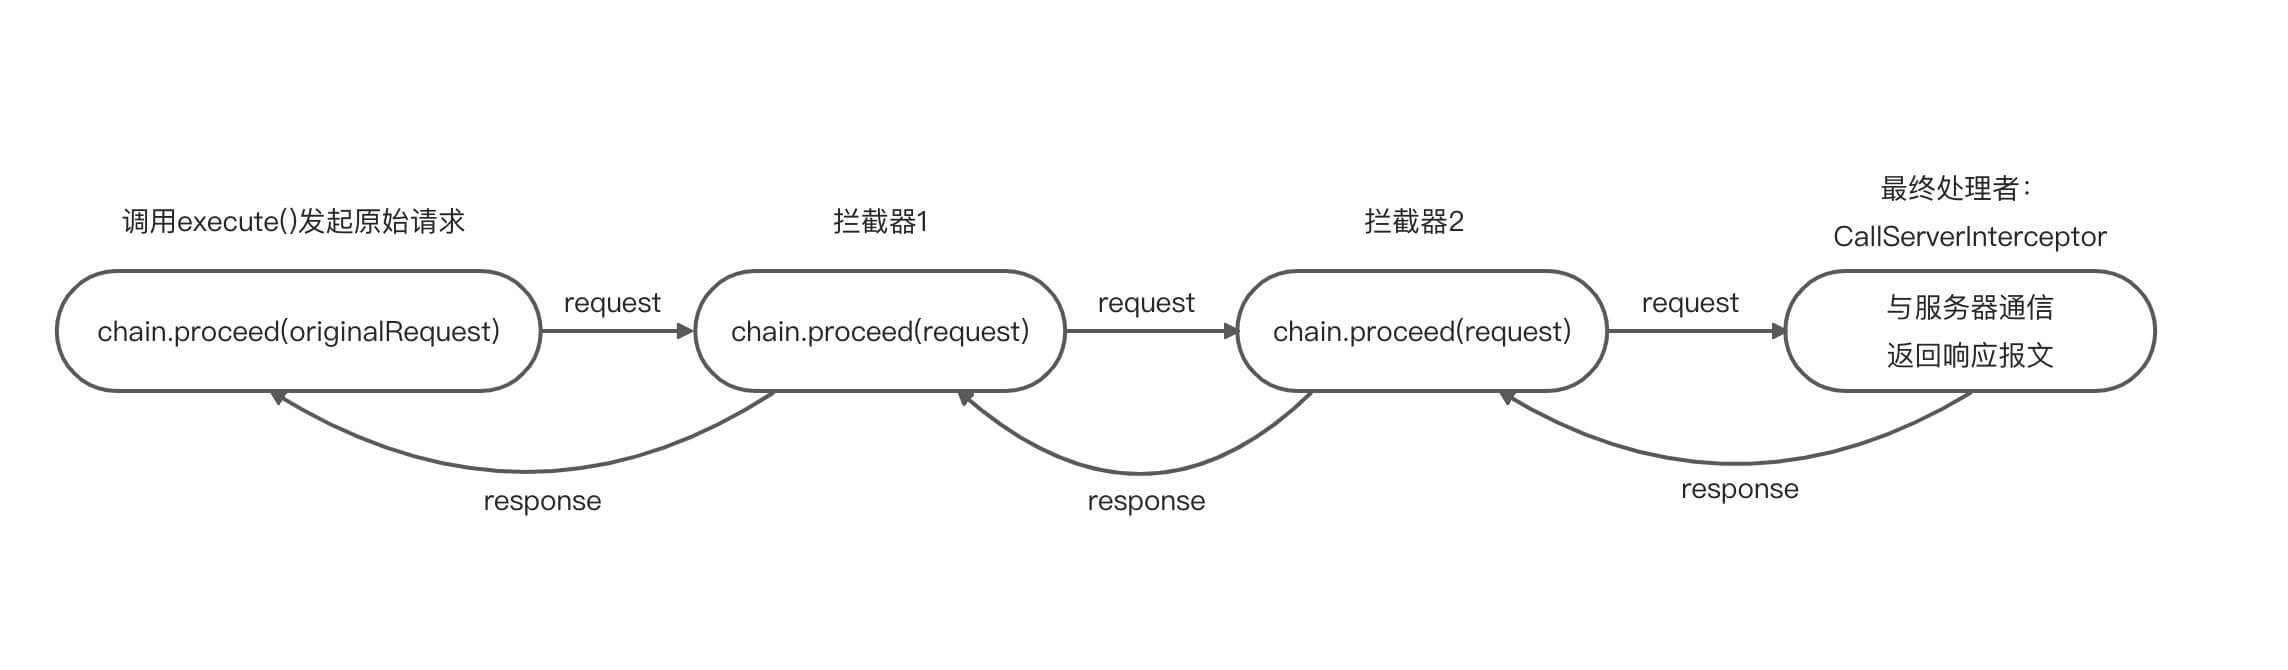 最终处理者：
调用execute()发起原始请求
拦截器1
拦截器2
CallServerInterceptor
chain.proceed(originalRequest)
request
chain.proceed(request)
request
chain.proceed(request)
request
与服务器通信
返回响应报文
response
response
response